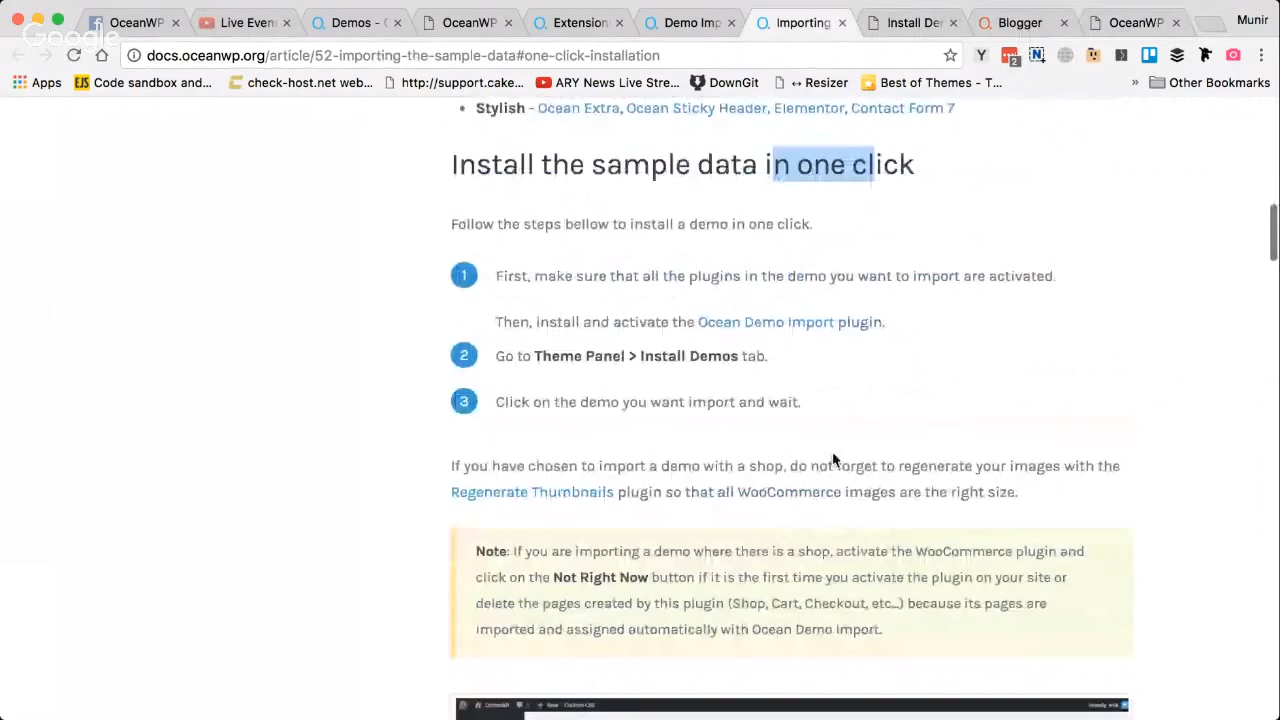 OceanWP
Live Even
Demos - (
OceanWP
Extension
Demo Imp
Importing
Install De
Blogger
OceanWP
Munir
Google
docs.oceanwp.org/article/52-importing-the-sample-data#one-click-installation
2
Apps
Code sandbox and...
check-host.net web...
http://support.cake...
ARY News Live Stre...
DownGit
↔ Resizer
Best of Themes - T...
»
Other Bookmarks
• Stylish - Ocean Extra, Ocean Sticky Header, Elementor, Contact Form 7
Install the sample data in one click
Follow the steps bellow to install a demo in one click.
1 First, make sure that all the plugins in the demo you want to import are activated.
Then, install and activate the Ocean Demo Import plugin.
2 Go to Theme Panel > Install Demos tab.
3 Click on the demo you want import and wait.
If you have chosen to import a demo with a shop, do not forget to regenerate your images with the
Regenerate Thumbnails plugin so that all WooCommerce images are the right size.
Note: If you are importing a demo where there is a shop, activate the WooCommerce plugin and
click on the Not Right Now button if it is the first time you activate the plugin on your site or
delete the pages created by this plugin (Shop, Cart, Checkout, etc...) because its pages are
imported and assigned automatically with Ocean Demo Import.
OceanWP
New